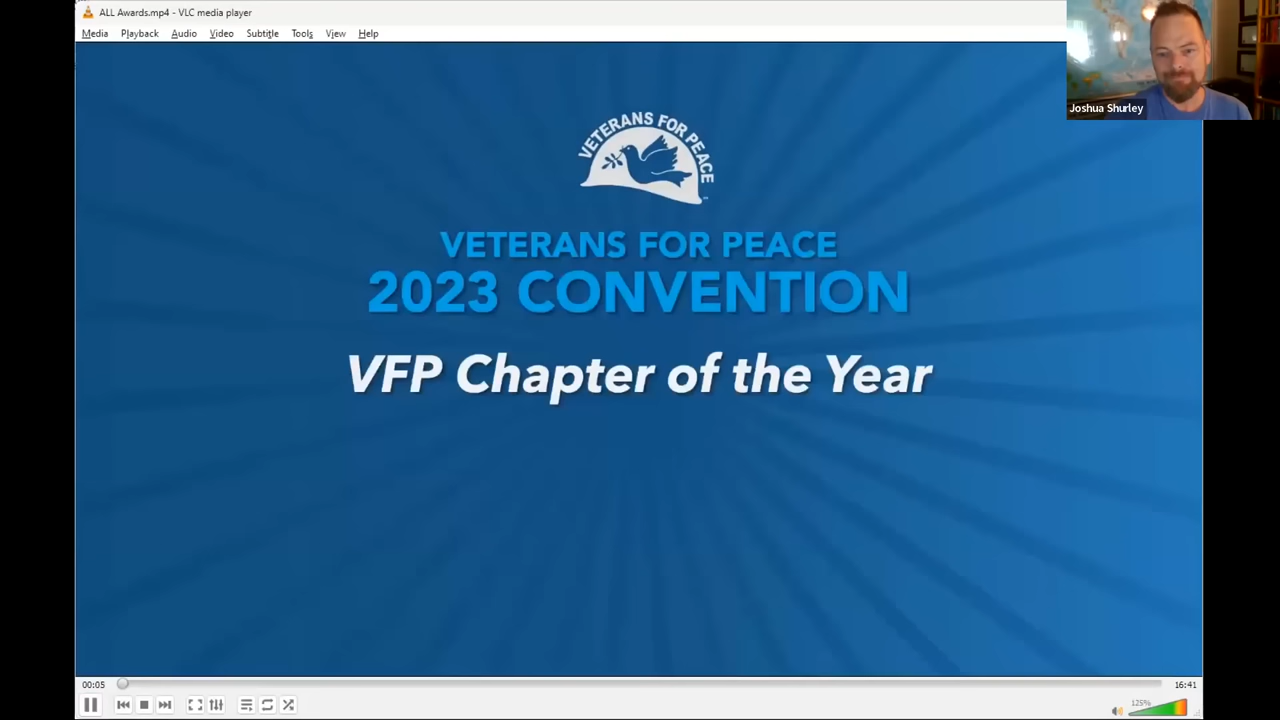 ALL Awards.mp4 - VLC media player
Media Playback Audio Video Subtitle Tools View Help
Joshua Shurley
VETERANS FOR PEACE
VETERANS FOR PEACE
2023 CONVENTION
VFP Chapter of the Year
00:05
16:41
125%